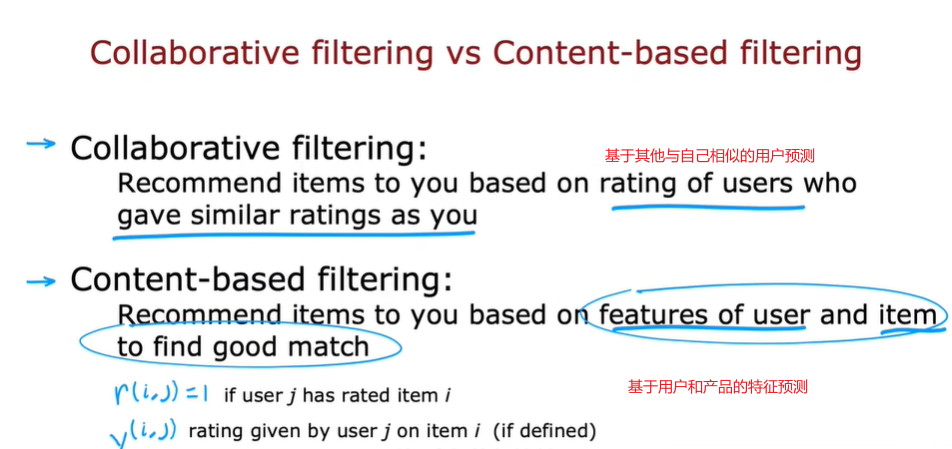 Collaborative filtering vs Content-based filtering
→ Collaborative filtering:
基于其他与自己相似的用户预测
Recommend items to you based on rating of users who
gave similar ratings as you
→ Content-based filtering:
Recommend items to you based on features of user and item
to find good match
基于用户和产品的特征预测
r(i,j)=1 if user j has rated item i
y(i,j) rating given by user j on item i (if defined)